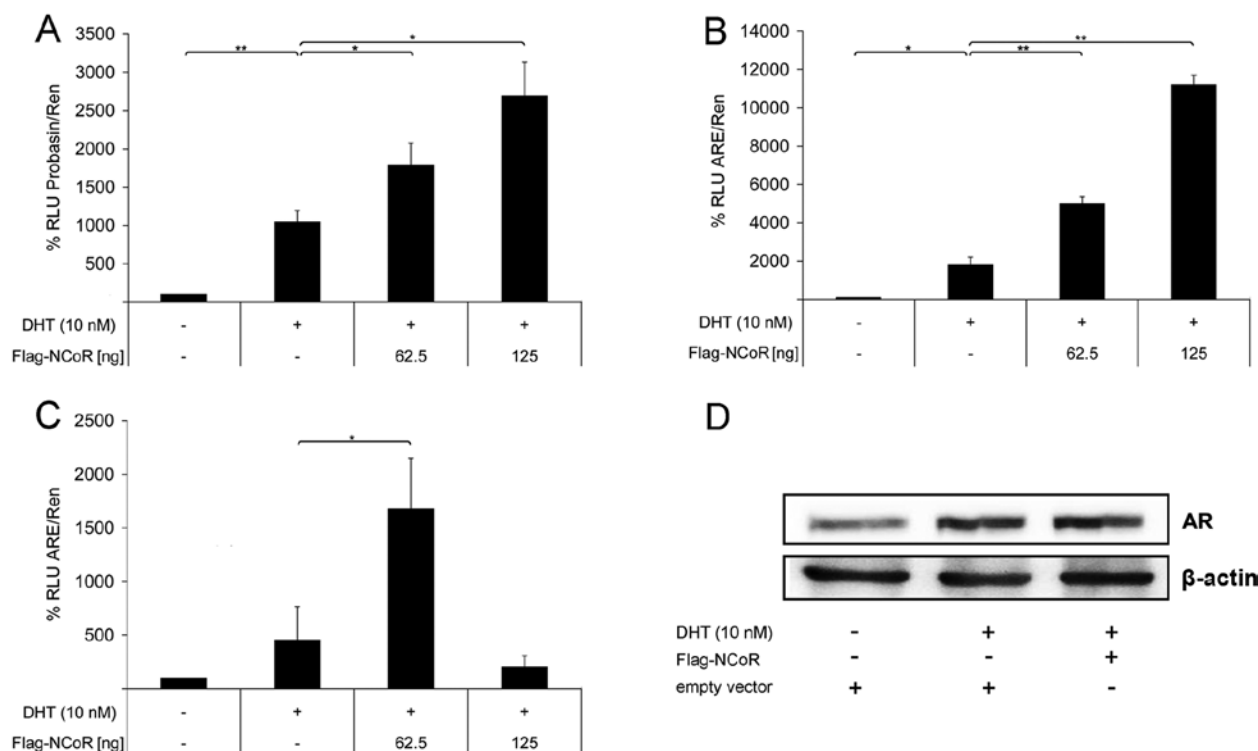 A
% RLU Probasin/Ren
3500
3000
2500
2000
1500
1000
500
** * *
DHT (10 nM) - + + +
Flag-NCoR [ng] - - 62.5 125
B
% RLU ARE/Ren
14000
12000
10000
8000
6000
4000
2000
* ** **
DHT (10 nM) - + + +
Flag-NCoR [ng] - - 62.5 125
C
% RLU ARE/Ren
2500
2000
1500
1000
500
*
DHT (10 nM) - + + +
Flag-NCoR [ng] - - 62.5 125
D
AR
β-actin
DHT (10 nM) - + +
Flag-NCoR - - +
empty vector + + -